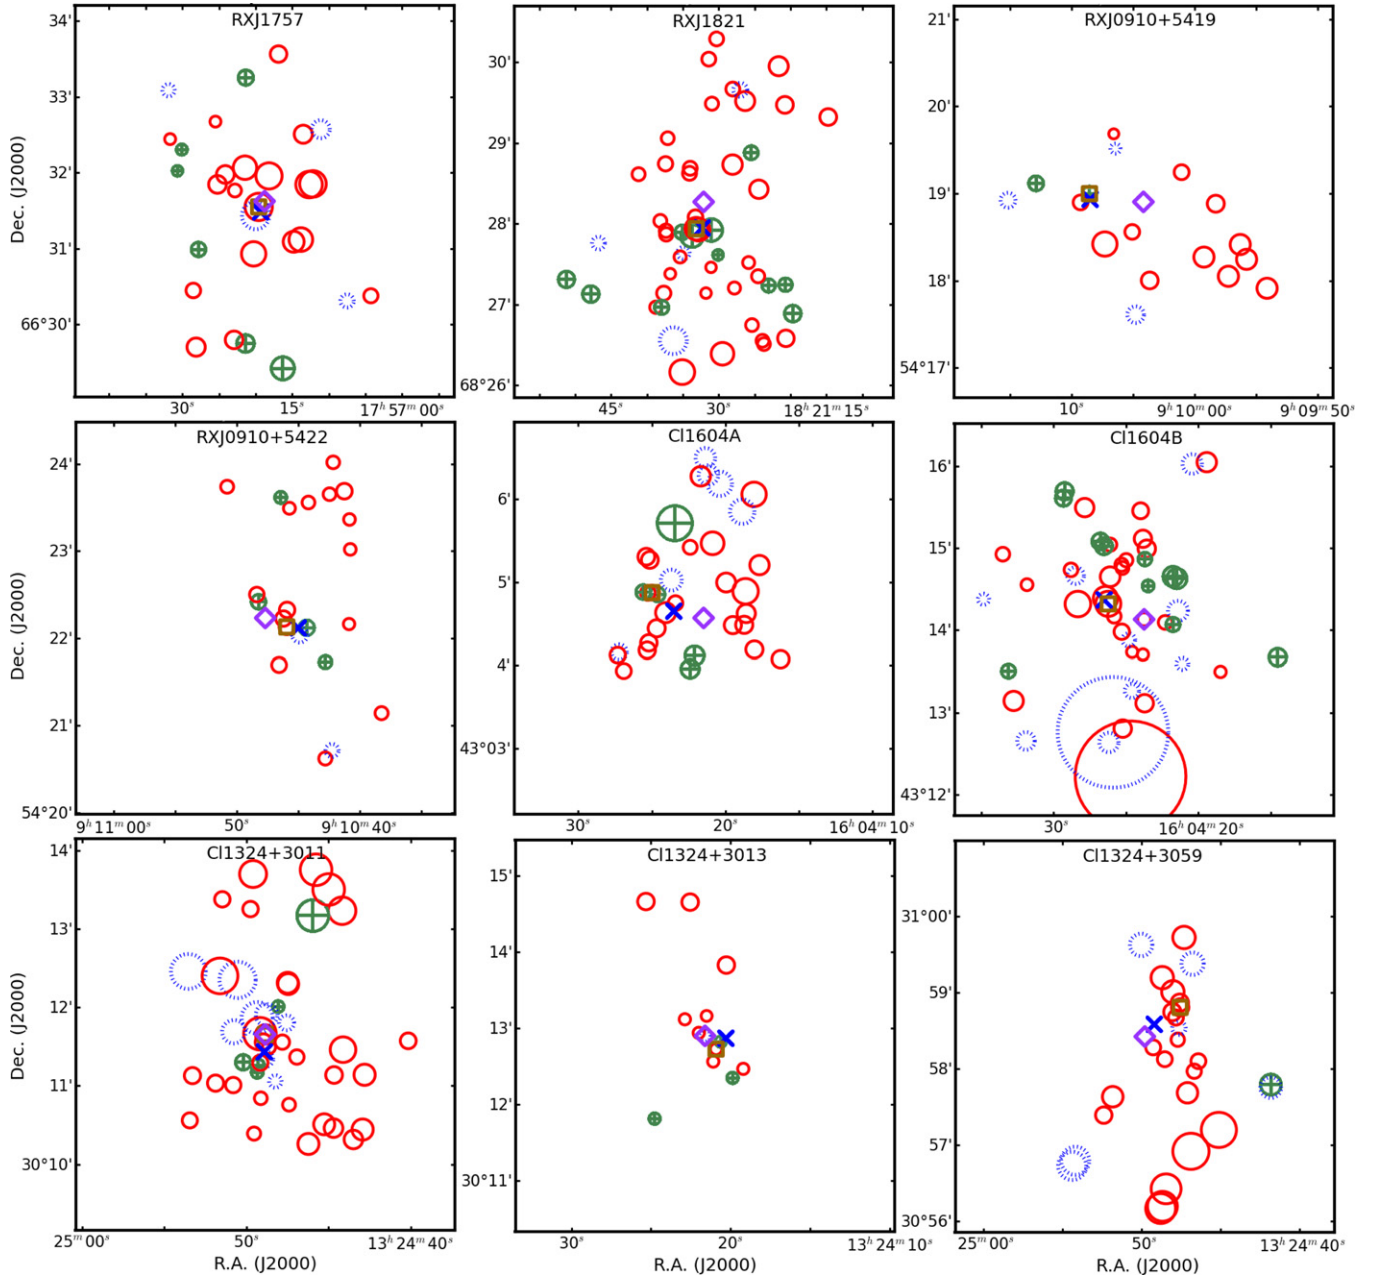 RXJ1757
34'
33'
32'
31'
66°30'
Dec. (J2000)
30ˢ
15ˢ
17ʰ57ᵐ00ˢ
RXJ1821
30'
29'
28'
27'
68°26'
45ˢ
30ˢ
18ʰ21ᵐ15ˢ
RXJ0910+5419
21'
20'
19'
18'
54°17'
10ˢ
9ʰ10ᵐ00ˢ
9ʰ09ᵐ50ˢ
RXJ0910+5422
24'
23'
22'
21'
54°20'
Dec. (J2000)
9ʰ11ᵐ00ˢ
50ˢ
9ʰ10ᵐ40ˢ
Cl1604A
6'
5'
4'
43°03'
30ˢ
20ˢ
16ʰ04ᵐ10ˢ
Cl1604B
16'
15'
14'
13'
43°12'
30ˢ
16ʰ04ᵐ20ˢ
Cl1324+3011
14'
13'
12'
11'
30°10'
Dec. (J2000)
25ᵐ00ˢ
50ˢ
13ʰ24ᵐ40ˢ
R.A. (J2000)
Cl1324+3013
15'
14'
13'
12'
30°11'
30ˢ
20ˢ
13ʰ24ᵐ10ˢ
R.A. (J2000)
Cl1324+3059
31°00'
59'
58'
57'
30°56'
25ᵐ00ˢ
50ˢ
13ʰ24ᵐ40ˢ
R.A. (J2000)